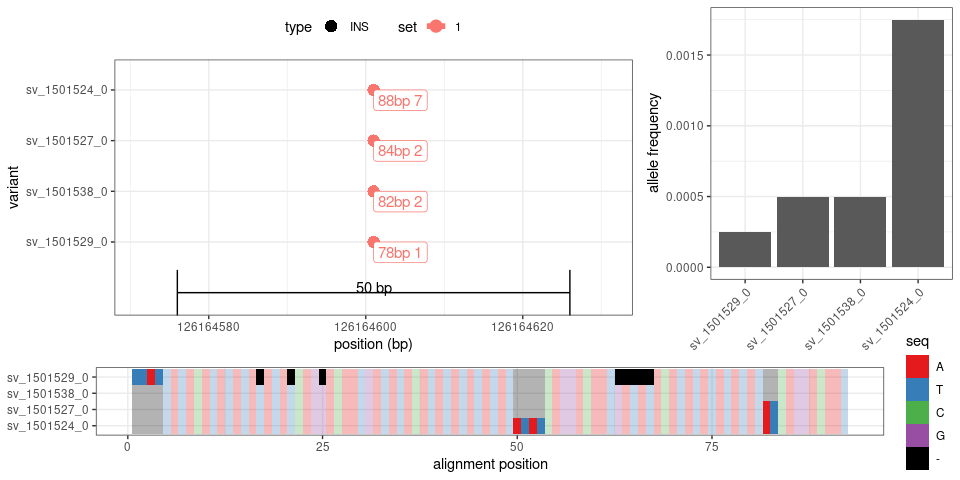 type INS set 1
variant
sv_1501524_0
88bp 7
sv_1501527_0
84bp 2
sv_1501538_0
82bp 2
sv_1501529_0
78bp 1
50 bp
126164580 126164600 126164620
position (bp)
allele frequency
0.0015
0.0010
0.0005
0.0000
sv_1501529_0 sv_1501527_0 sv_1501538_0 sv_1501524_0
sv_1501529_0
sv_1501538_0
sv_1501527_0
sv_1501524_0
0 25 50 75
alignment position
seq
A
T
C
G
-